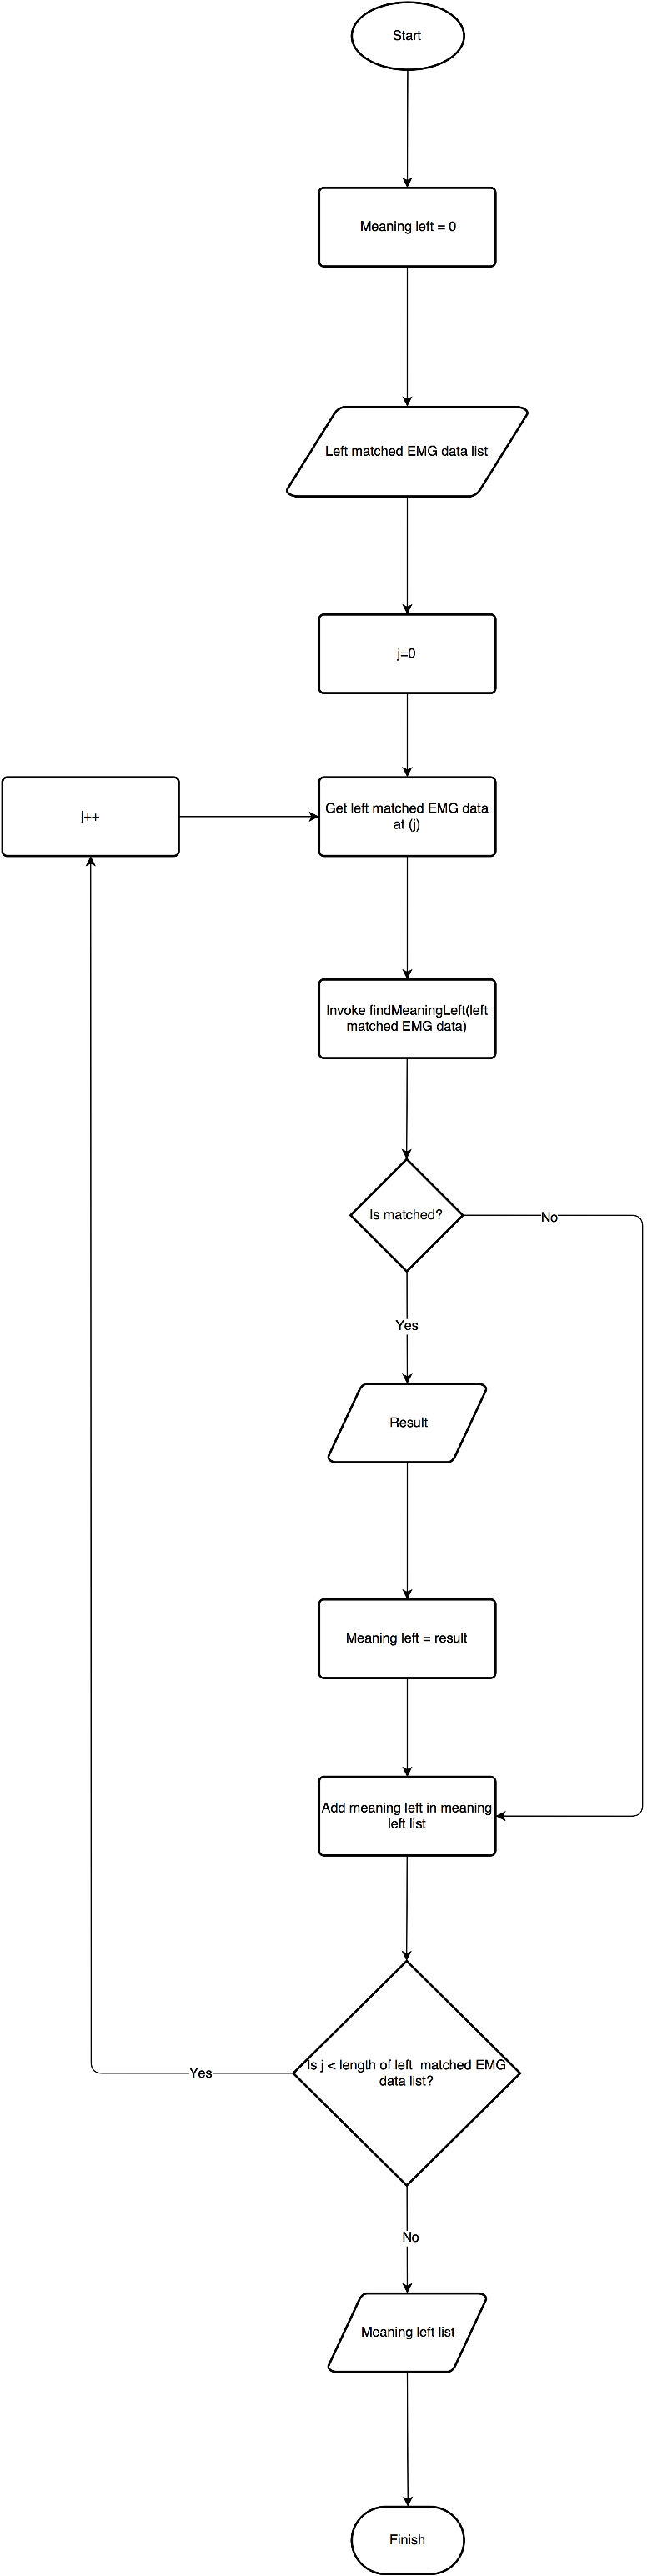 Start
Meaning left = 0
Left matched EMG data list
j=0
j++
Get left matched EMG data
at (j)
Invoke findMeaningLeft(left
matched EMG data)
Is matched?
No
Yes
Result
Meaning left = result
Add meaning left in meaning
left list
Is j < length of left  matched EMG
data list?
Yes
No
Meaning left list
Finish